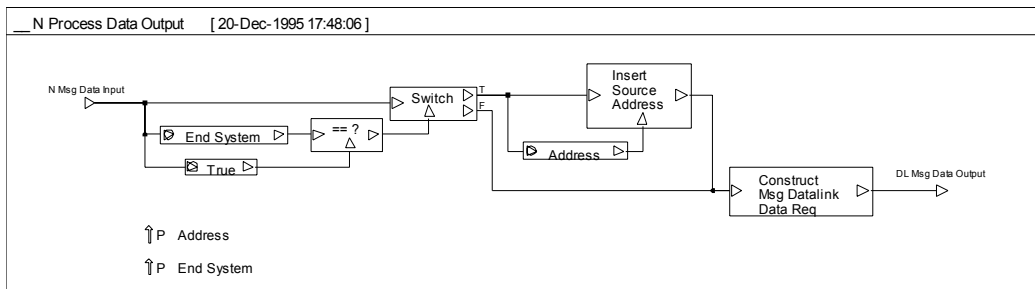 __ N Process Data Output [ 20-Dec-1995 17:48:06 ]
N Msg Data Input
Switch
T
F
Insert
Source
Address
End System
== ?
True
Address
Construct
Msg Datalink
Data Req
DL Msg Data Output
P Address
P End System